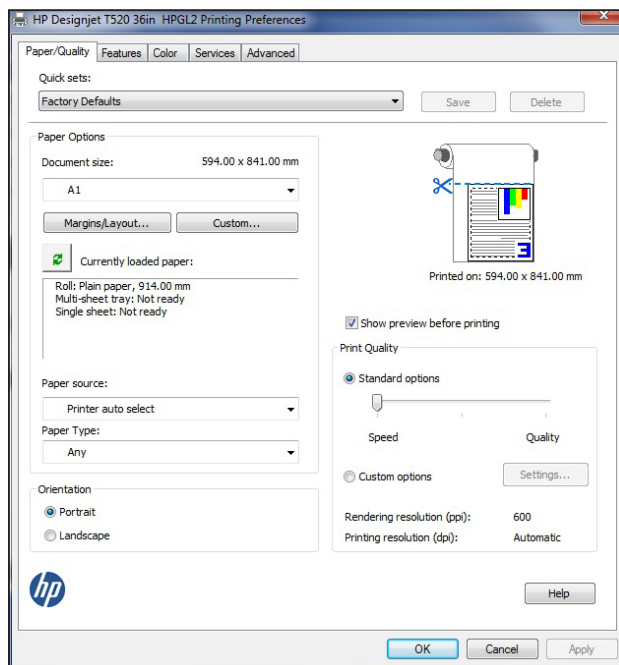 HP Designjet T520 36in HPGL2 Printing Preferences
Paper/Quality Features Color Services Advanced
Quick sets:
Factory Defaults
Save
Delete
Paper Options
Document size: 594.00 x 841.00 mm
A1
Margins/Layout...
Custom...
Currently loaded paper:
Roll: Plain paper, 914.00 mm
Multi-sheet tray: Not ready
Single sheet: Not ready
Paper source:
Printer auto select
Paper Type:
Any
Orientation
Portrait
Landscape
3
Printed on: 594.00 x 841.00 mm
Show preview before printing
Print Quality
Standard options
Speed Quality
Custom options
Settings...
Rendering resolution (ppi): 600
Printing resolution (dpi): Automatic
hp
Help
OK
Cancel
Apply